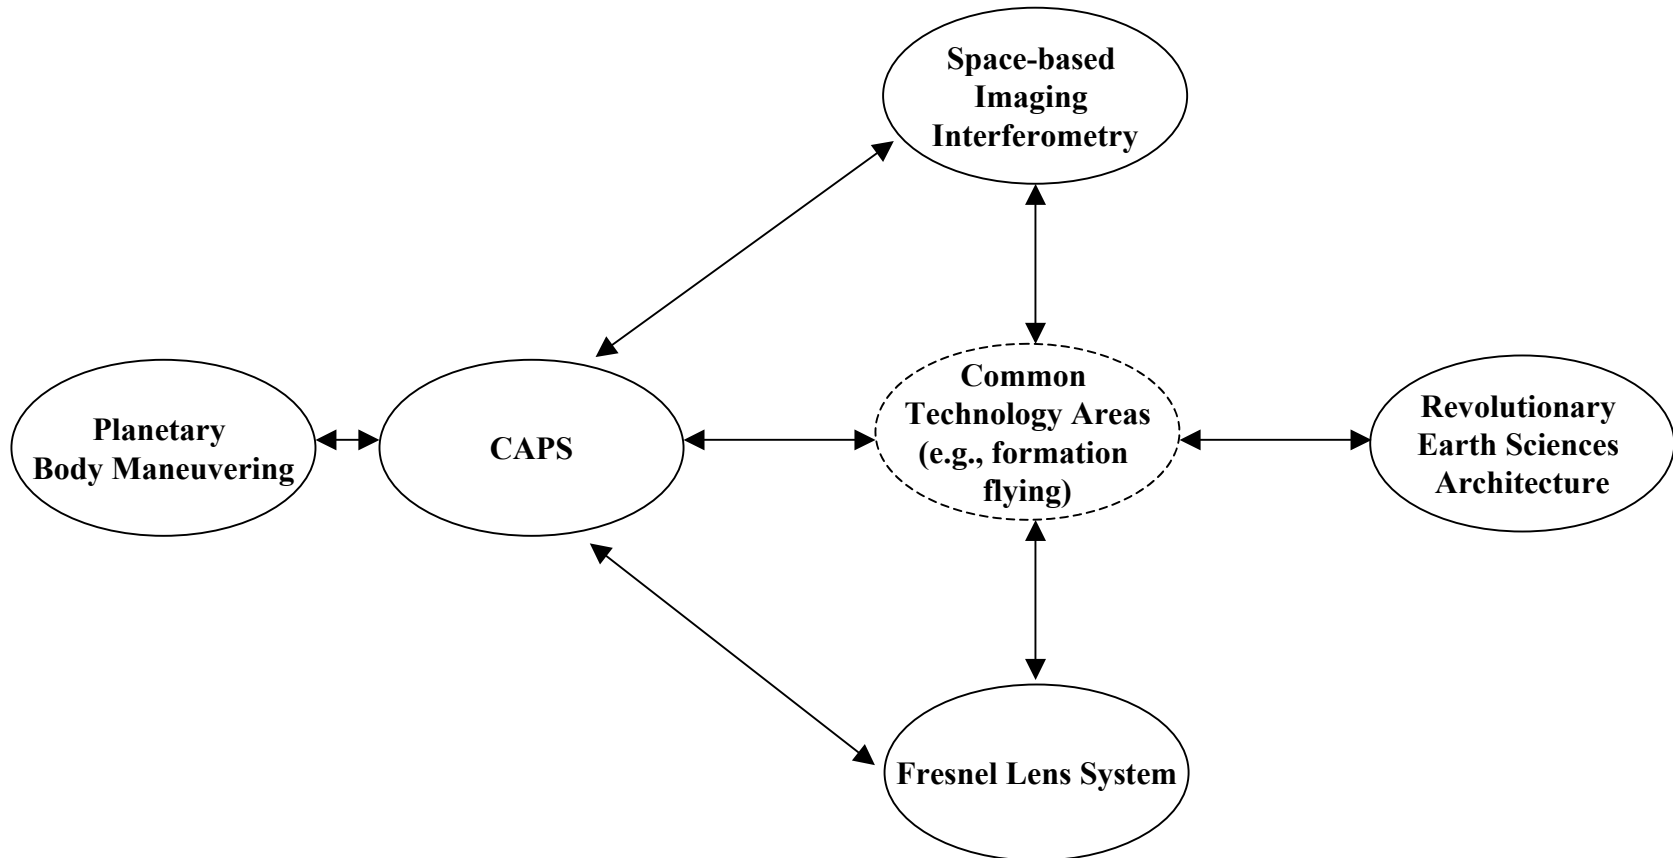 Space-based
Imaging
Interferometry
Planetary
Body Maneuvering
CAPS
Common
Technology Areas
(e.g., formation
flying)
Revolutionary
Earth Sciences
Architecture
Fresnel Lens System